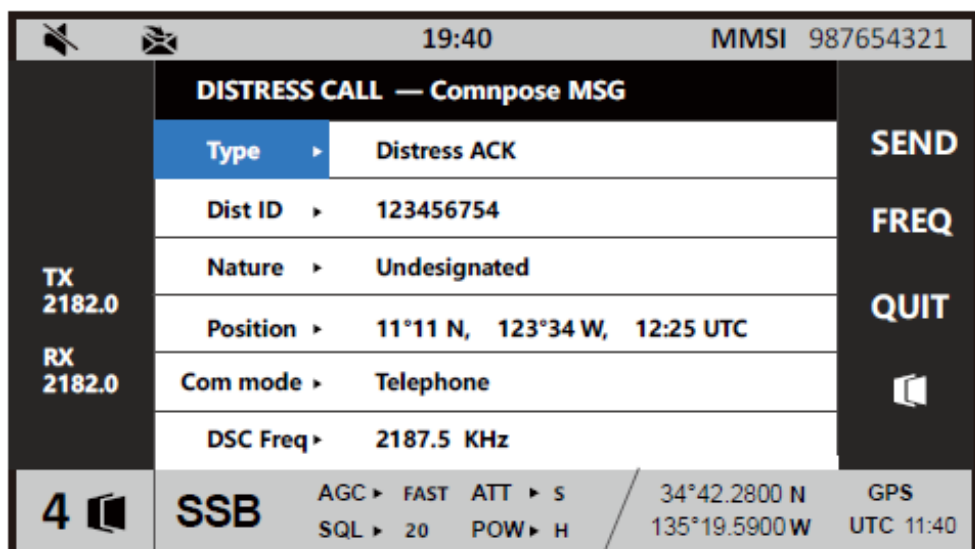 19:40 MMSI 987654321
DISTRESS CALL — Comnpose MSG
Type ▸ Distress ACK
Dist ID ▸ 123456754
Nature ▸ Undesignated
Position ▸ 11°11 N, 123°34 W, 12:25 UTC
Com mode ▸ Telephone
DSC Freq ▸ 2187.5 KHz
TX
2182.0
RX
2182.0
SEND
FREQ
QUIT
4
SSB
AGC ▸ FAST ATT ▸ S
SQL ▸ 20 POW ▸ H
34°42.2800 N
135°19.5900 W
GPS
UTC 11:40